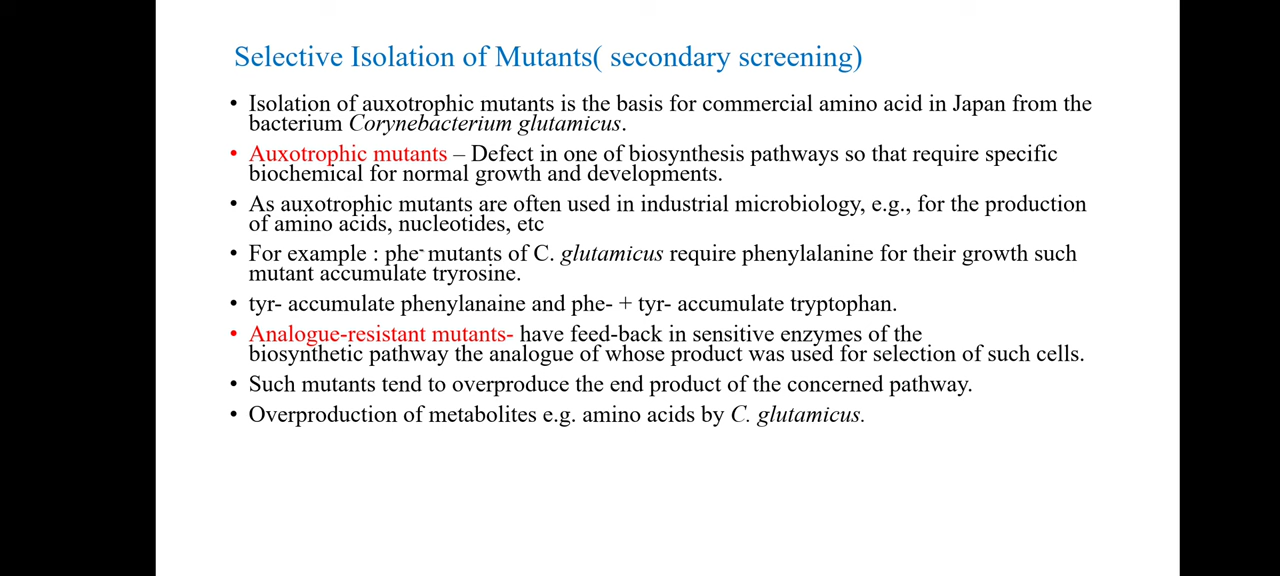 Selective Isolation of Mutants( secondary screening)
• Isolation of auxotrophic mutants is the basis for commercial amino acid in Japan from the
bacterium Corynebacterium glutamicus.
• Auxotrophic mutants – Defect in one of biosynthesis pathways so that require specific
biochemical for normal growth and developments.
• As auxotrophic mutants are often used in industrial microbiology, e.g., for the production
of amino acids, nucleotides, etc
• For example : phe⁻ mutants of C. glutamicus require phenylalanine for their growth such
mutant accumulate tryrosine.
• tyr- accumulate phenylanaine and phe- + tyr- accumulate tryptophan.
• Analogue-resistant mutants- have feed-back in sensitive enzymes of the
biosynthetic pathway the analogue of whose product was used for selection of such cells.
• Such mutants tend to overproduce the end product of the concerned pathway.
• Overproduction of metabolites e.g. amino acids by C. glutamicus.